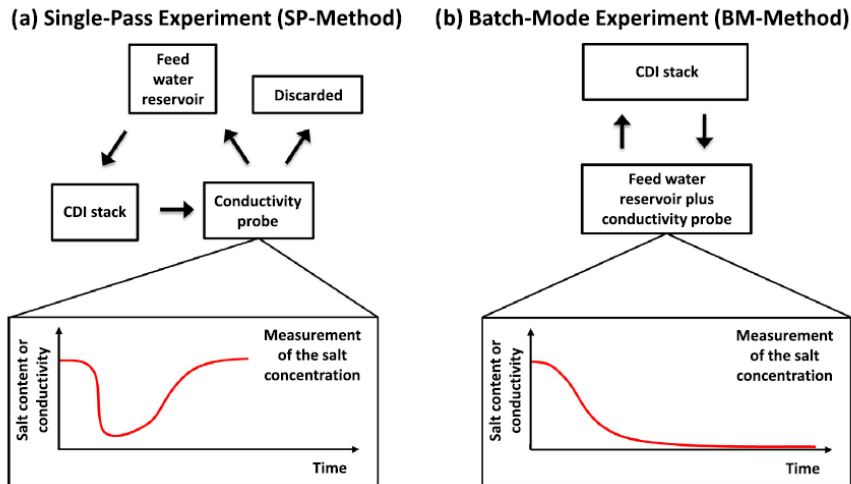 (a) Single-Pass Experiment (SP-Method)
Feed
water
reservoir
Discarded
CDI stack
Conductivity
probe
Salt content or
conductivity
Measurement
of the salt
concentration
Time
(b) Batch-Mode Experiment (BM-Method)
CDI stack
Feed water
reservoir plus
conductivity probe
Salt content or
conductivity
Measurement
of the salt
concentration
Time